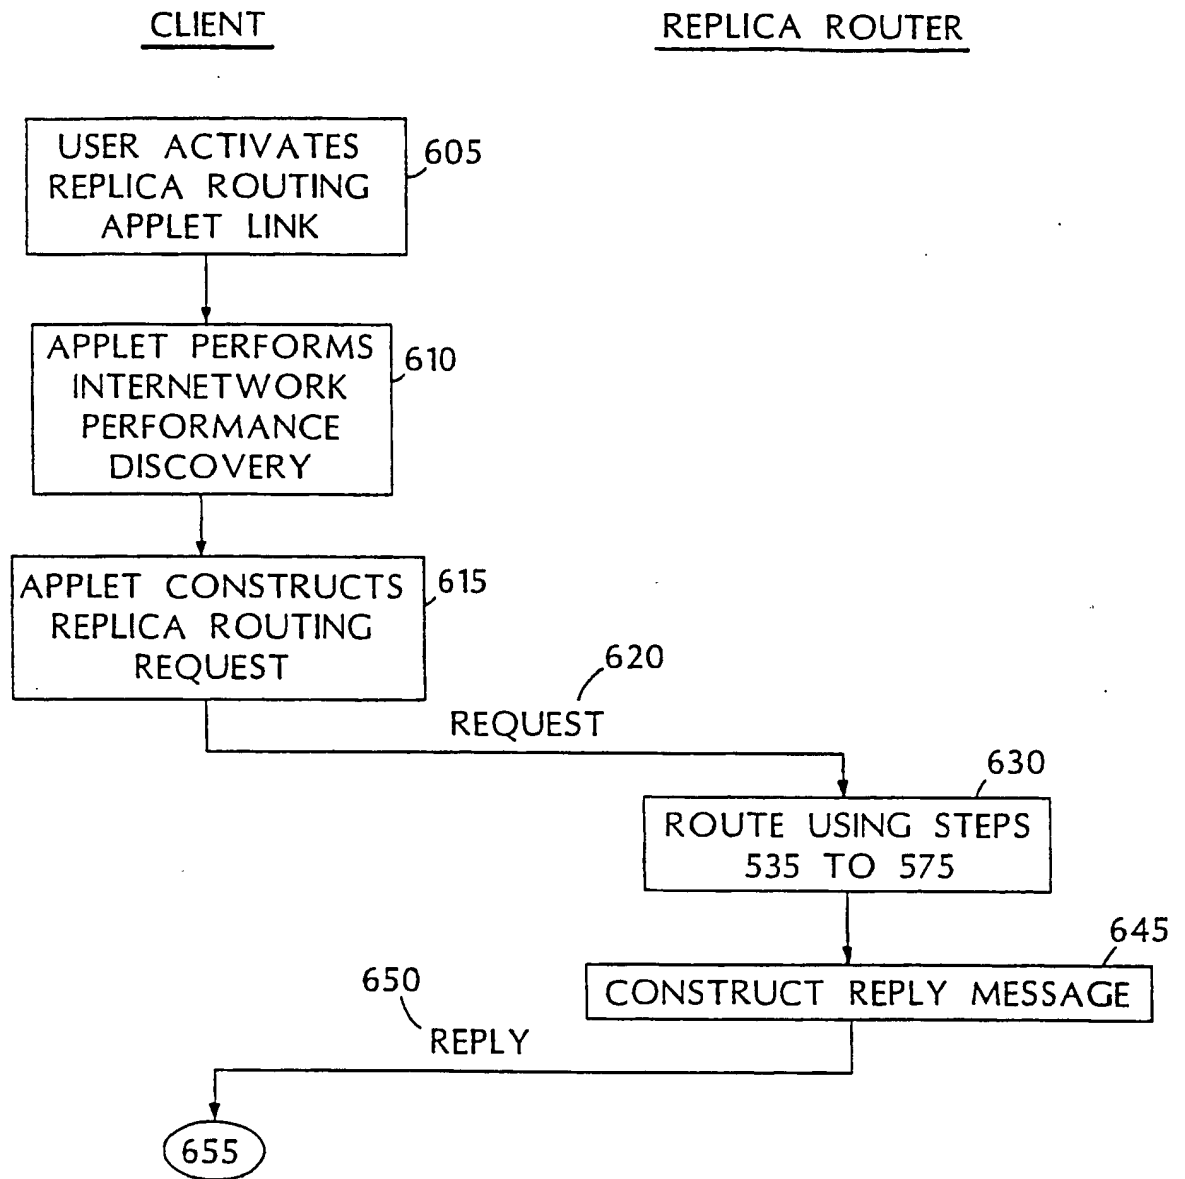 CLIENT
REPLICA ROUTER
USER ACTIVATES
REPLICA ROUTING
APPLET LINK
605
APPLET PERFORMS
INTERNETWORK
PERFORMANCE
DISCOVERY
610
APPLET CONSTRUCTS
REPLICA ROUTING
REQUEST
615
620
REQUEST
630
ROUTE USING STEPS
535 TO 575
645
CONSTRUCT REPLY MESSAGE
650
REPLY
655